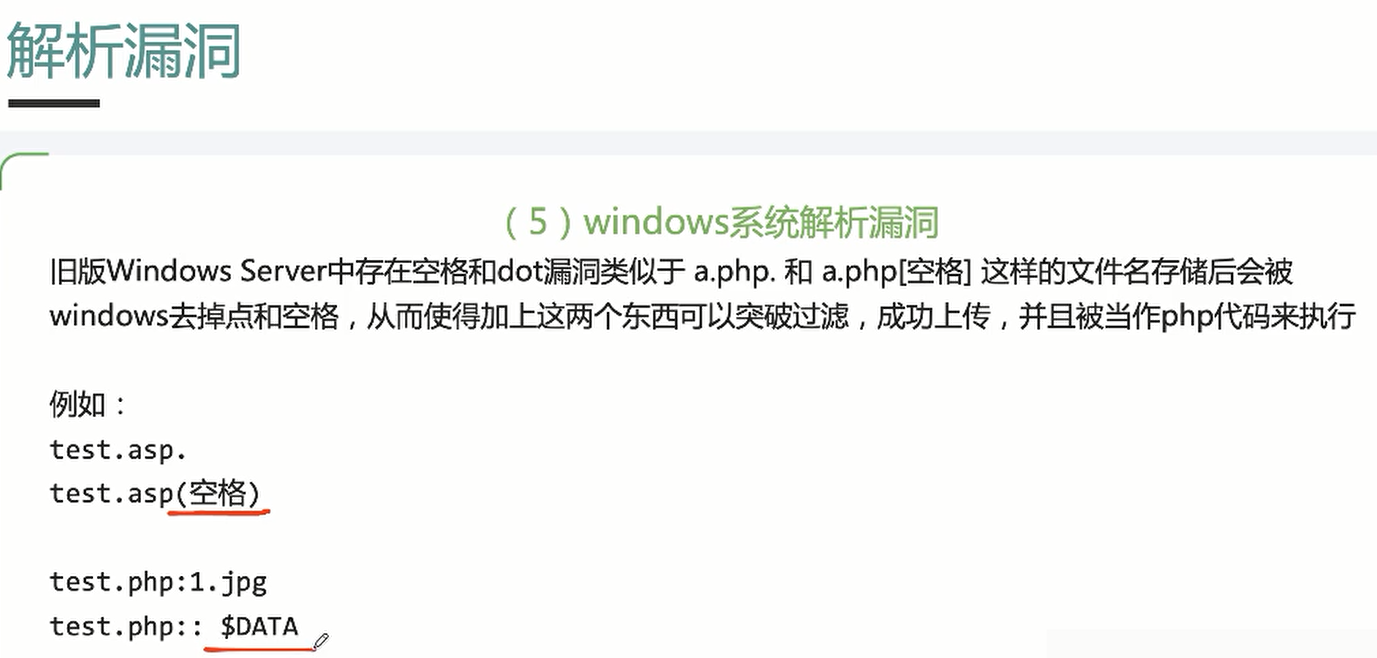 解析漏洞
（5）windows系统解析漏洞
旧版Windows Server中存在空格和dot漏洞类似于 a.php. 和 a.php[空格] 这样的文件名存储后会被
windows去掉点和空格，从而使得加上这两个东西可以突破过滤，成功上传，并且被当作php代码来执行
例如：
test.asp.
test.asp(空格)
test.php:1.jpg
test.php:: $DATA